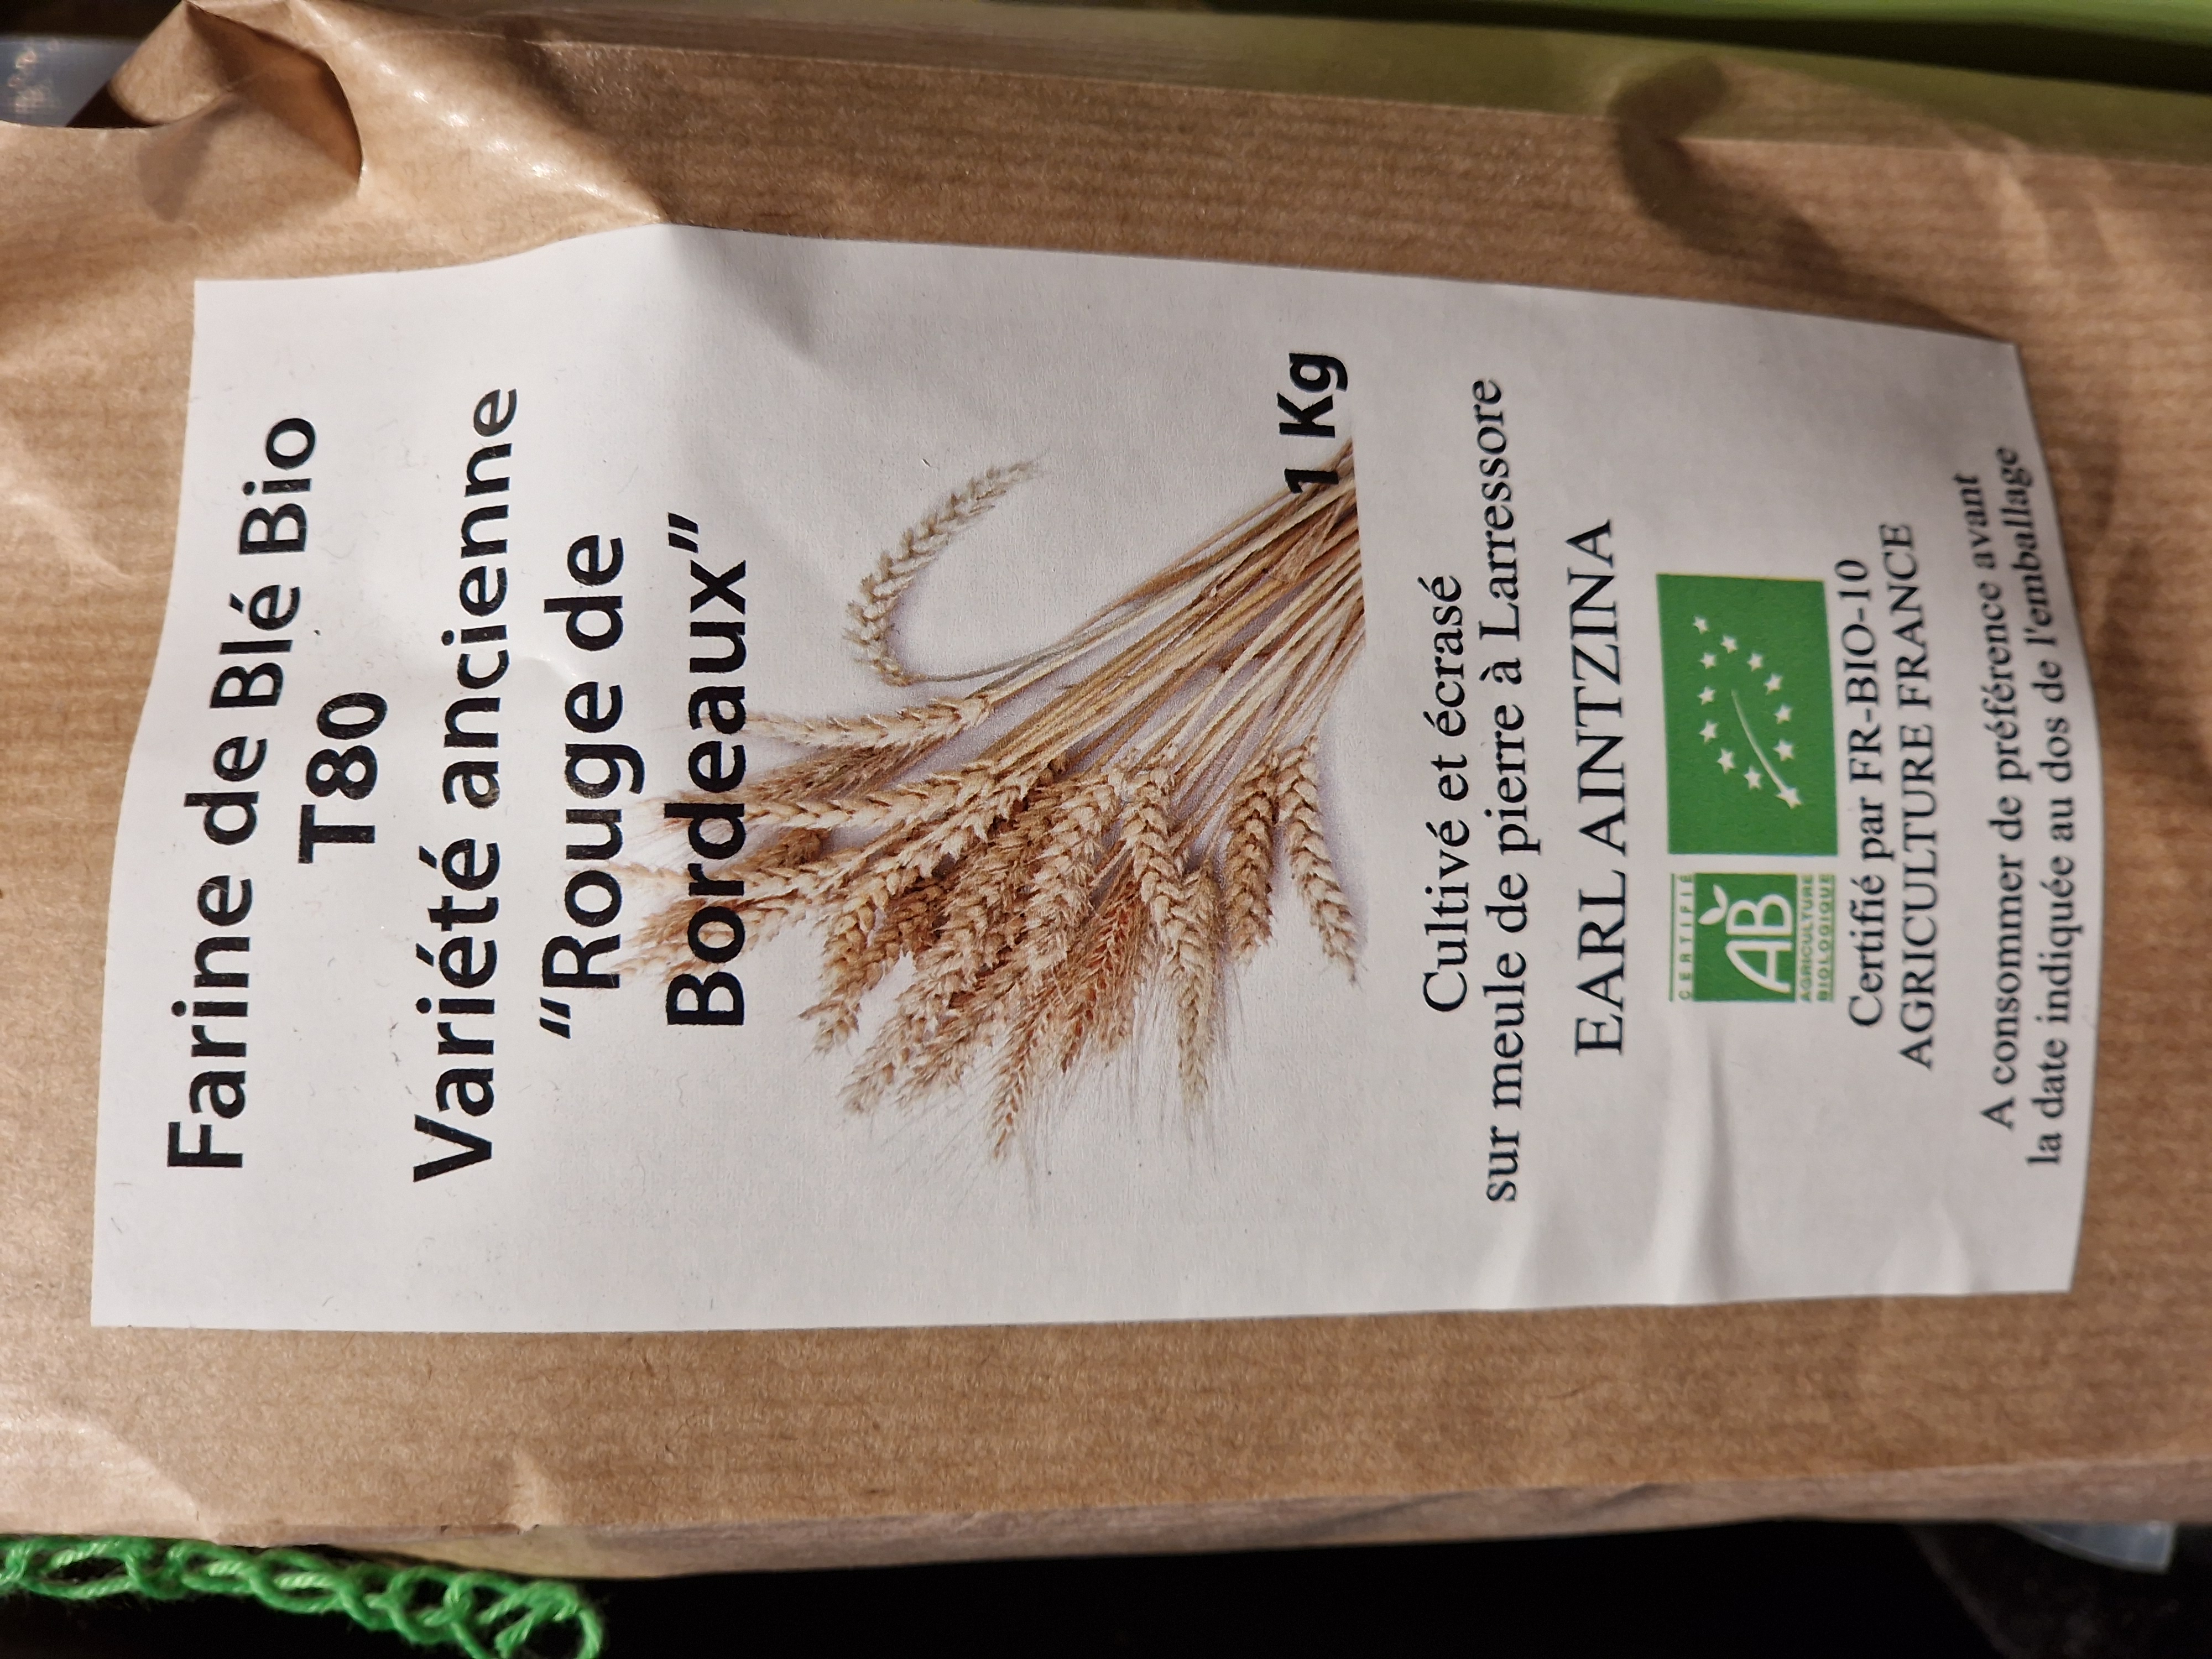 Farine de Blé Bio
T80
Variété ancienne
“Rouge de
Bordeaux”
1 Kg
Cultivé et écrasé
sur meule de pierre à Larressore
EARL AINTZINA
CERTIFIÉ
AB
AGRICULTURE
BIOLOGIQUE
Certifié par FR-BIO-10
AGRICULTURE FRANCE
A consommer de préférence avant
la date indiquée au dos de l'emballage